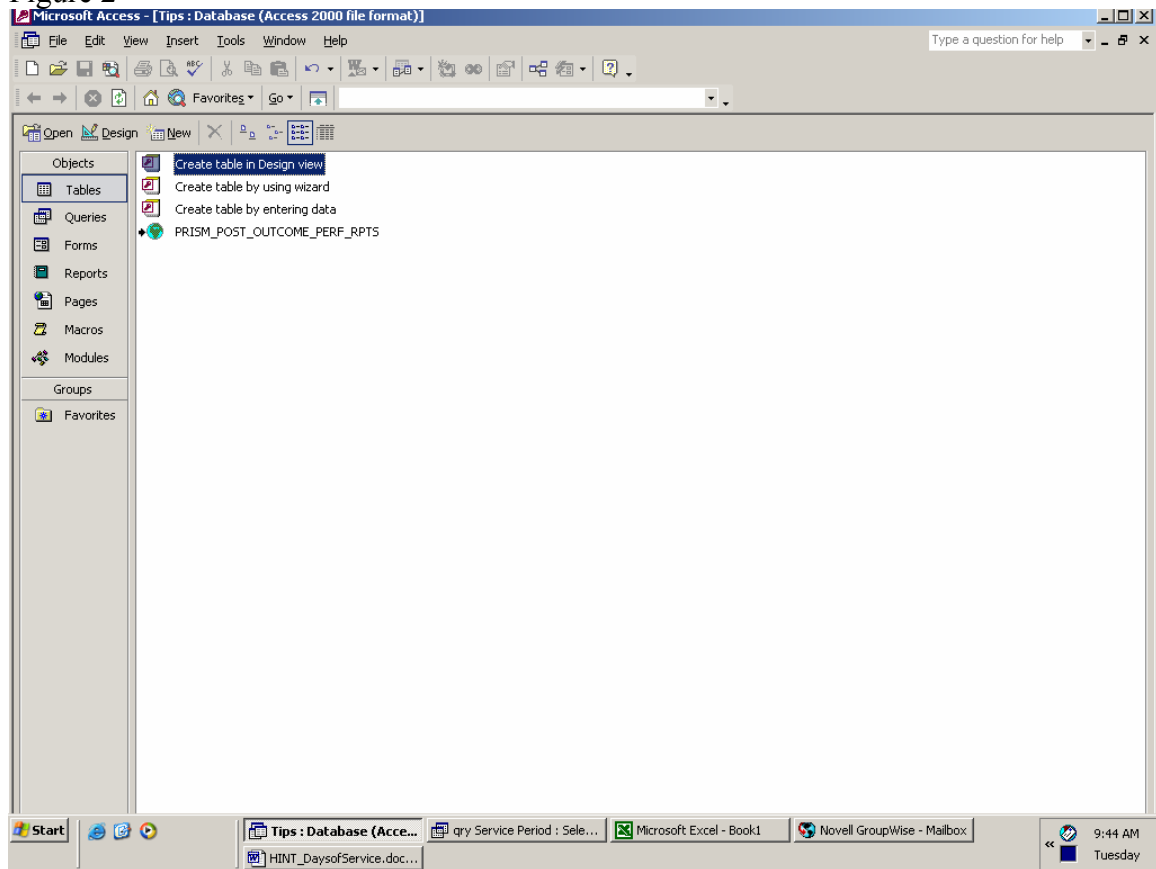 Figure 2
Microsoft Access - [Tips : Database (Access 2000 file format)]
File Edit View Insert Tools Window Help Type a question for help
Favorites Go
Open Design New
Objects
Tables
Queries
Forms
Reports
Pages
Macros
Modules
Groups
Favorites
Create table in Design view
Create table by using wizard
Create table by entering data
PRISM_POST_OUTCOME_PERF_RPTS
Start Tips : Database (Acce... qry Service Period : Sele... Microsoft Excel - Book1 Novell GroupWise - Mailbox 9:44 AM
HINT_DaysofService.doc... Tuesday